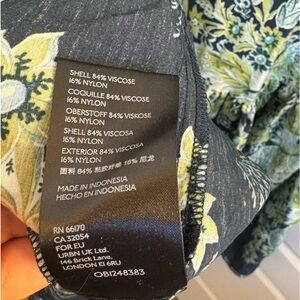 SHELL 84% VISCOSE
16% NYLON
COQUILLE 84% VISCOSE
16% NYLON
OBERSTOFF 84% VISKOSE
16% NYLON
SHELL 84% VISCOSA
16% NYLON
EXTERIOR 84% VISCOSA
16% NYLON
面料 84% 黏胶纤维 16% 尼龙
MADE IN INDONESIA
HECHO EN INDONESIA
RN 66170
CA 32054
FOR EU
URBN UK Ltd.
146 Brick Lane,
LONDON E1 6RU
OB1248383